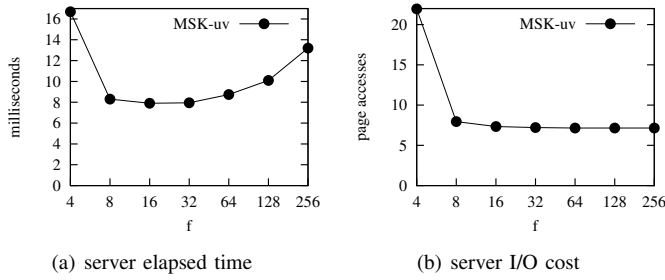 16
14
12
10
8
6
4
2
0
milliseconds
MSK-uv
4 8 16 32 64 128 256
f
(a) server elapsed time
20
15
10
5
0
page accesses
MSK-uv
4 8 16 32 64 128 256
f
(b) server I/O cost